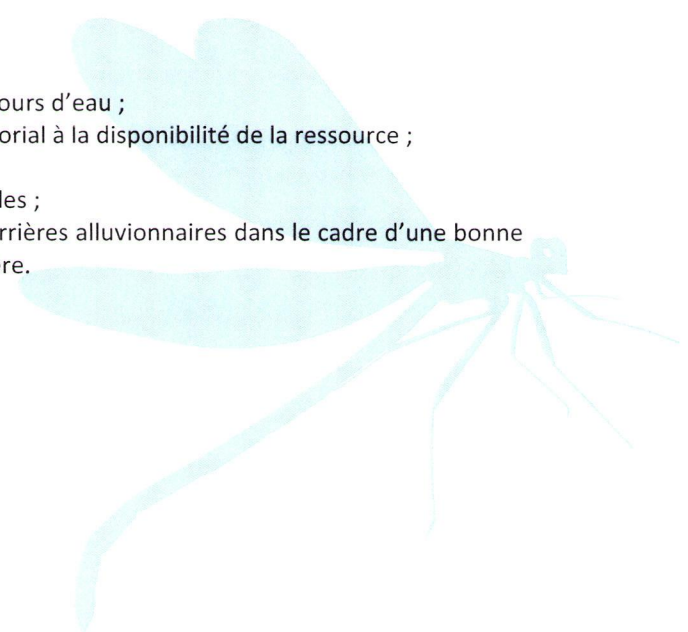 ours d'eau ;
orial à la disponibilité de la ressource ;
les ;
rrières alluvionnaires dans le cadre d'une bonne
re.